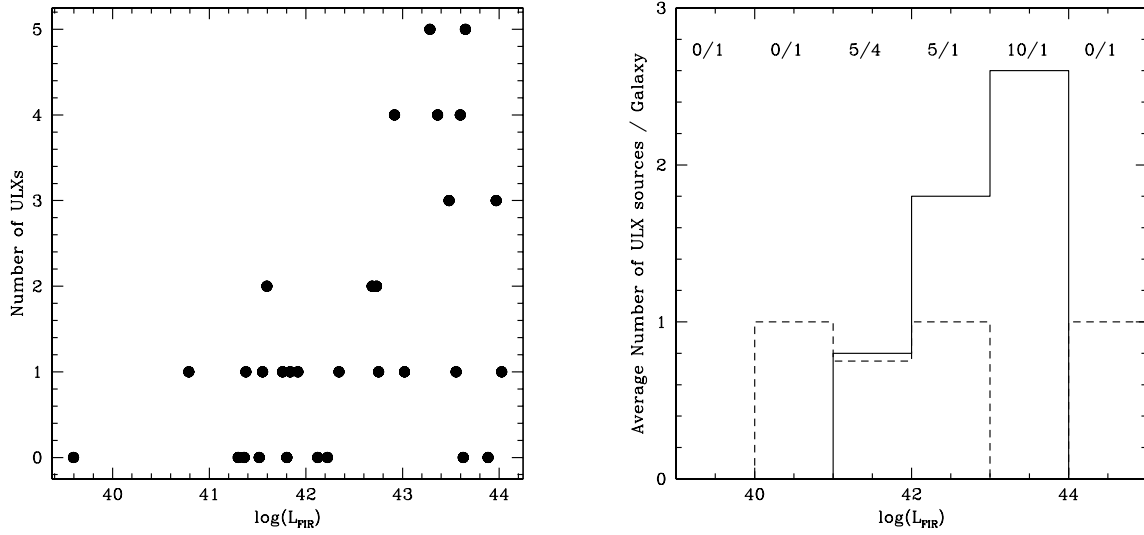 5
4
3
2
1
0
Number of ULXs
40 41 42 43 44
log(L_FIR)
3
2
1
0
Average Number of ULX sources / Galaxy
0/1 0/1 5/4 5/1 10/1 0/1
40 42 44
log(L_FIR)